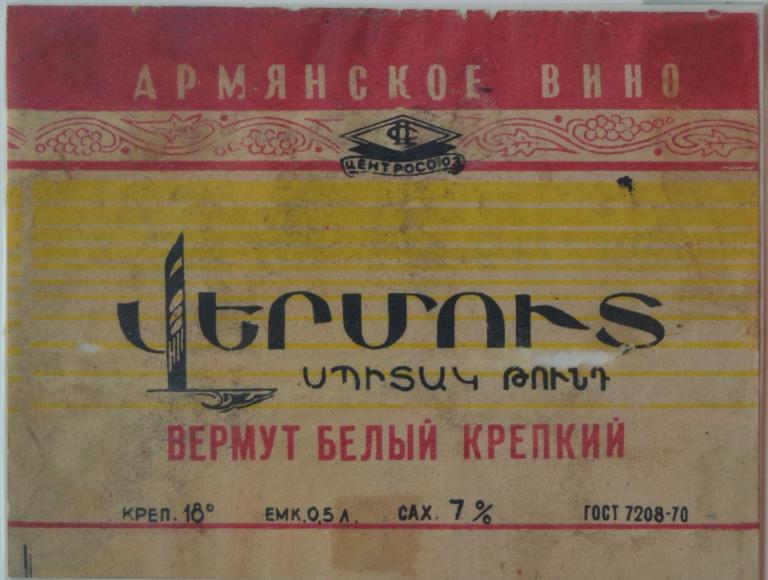 АРМЯНСКОЕ ВИНО
ЦЕНТРОСОЮЗ
ՎԵՐՄՈՒՏ
ՍՊԻՏԱԿ ԹՈՒՆԴ
ВЕРМУТ БЕЛЫЙ КРЕПКИЙ
КРЕП. 18° ЕМК. 0,5 Л. САХ. 7 % ГОСТ 7208-70